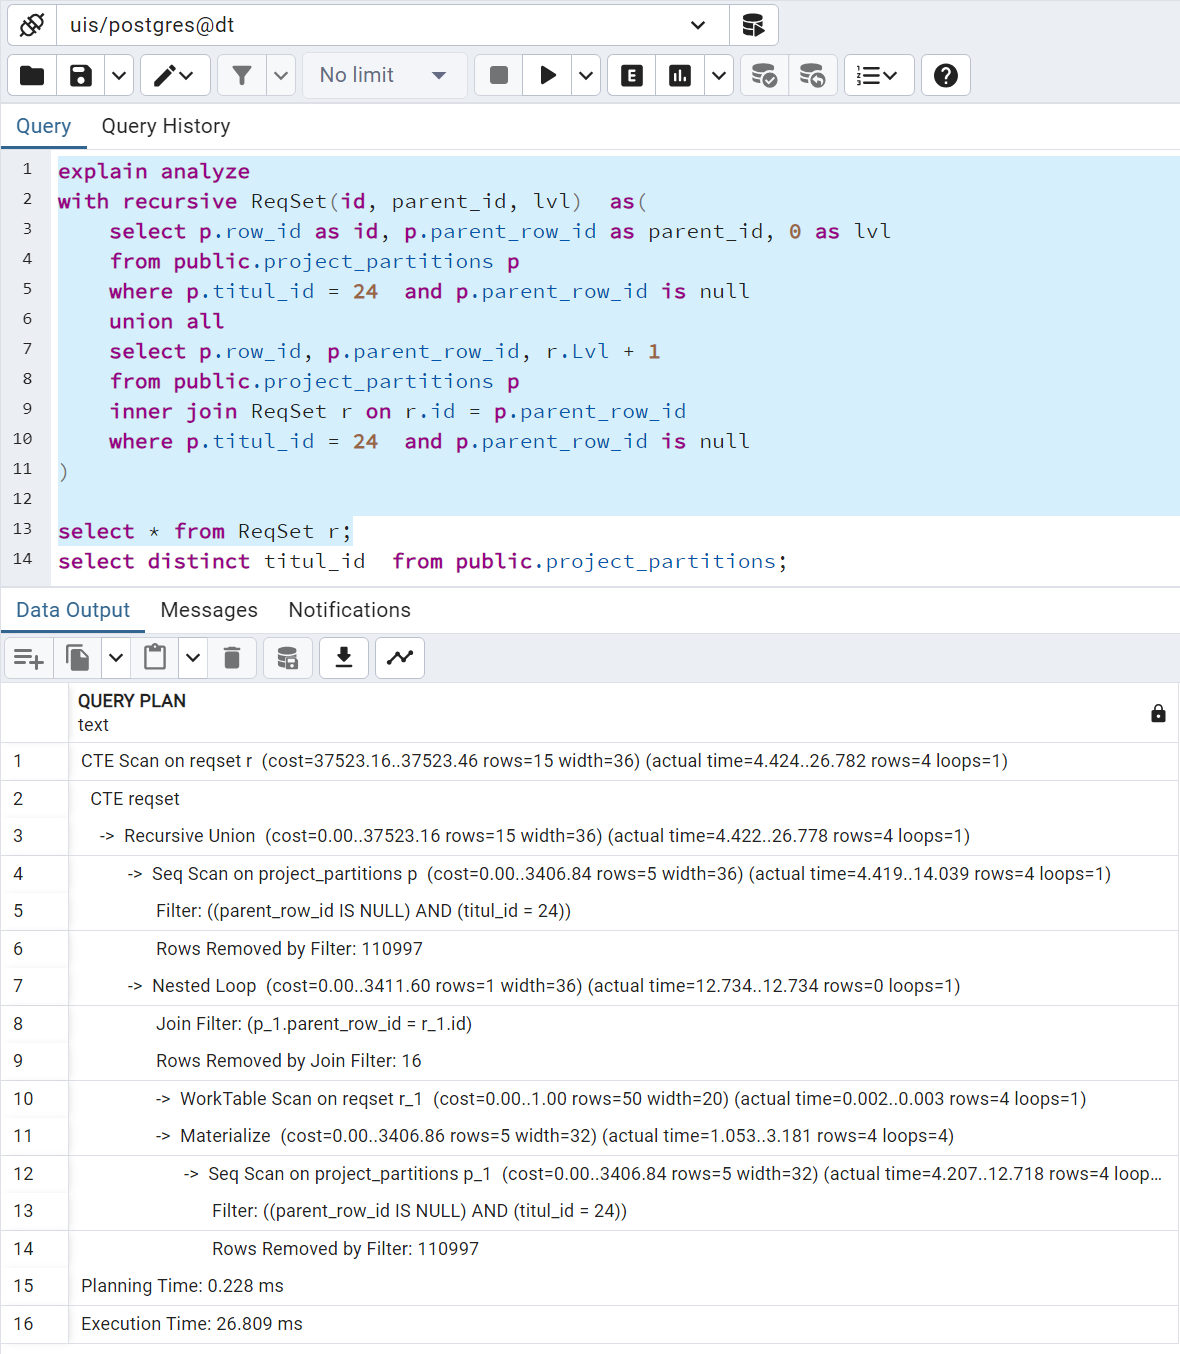 uis/postgres@dt
No limit
E
Query Query History
1 explain analyze
2 with recursive ReqSet(id, parent_id, lvl)  as(
3     select p.row_id as id, p.parent_row_id as parent_id, 0 as lvl
4     from public.project_partitions p
5     where p.titul_id = 24  and p.parent_row_id is null
6     union all
7     select p.row_id, p.parent_row_id, r.Lvl + 1
8     from public.project_partitions p
9     inner join ReqSet r on r.id = p.parent_row_id
10     where p.titul_id = 24  and p.parent_row_id is null
11 )
12
13 select * from ReqSet r;
14 select distinct titul_id  from public.project_partitions;
Data Output Messages Notifications
QUERY PLAN
text
1 CTE Scan on reqset r  (cost=37523.16..37523.46 rows=15 width=36) (actual time=4.424..26.782 rows=4 loops=1)
2 CTE reqset
3 ->  Recursive Union  (cost=0.00..37523.16 rows=15 width=36) (actual time=4.422..26.778 rows=4 loops=1)
4 ->  Seq Scan on project_partitions p  (cost=0.00..3406.84 rows=5 width=36) (actual time=4.419..14.039 rows=4 loops=1)
5 Filter: ((parent_row_id IS NULL) AND (titul_id = 24))
6 Rows Removed by Filter: 110997
7 ->  Nested Loop  (cost=0.00..3411.60 rows=1 width=36) (actual time=12.734..12.734 rows=0 loops=1)
8 Join Filter: (p_1.parent_row_id = r_1.id)
9 Rows Removed by Join Filter: 16
10 ->  WorkTable Scan on reqset r_1  (cost=0.00..1.00 rows=50 width=20) (actual time=0.002..0.003 rows=4 loops=1)
11 ->  Materialize  (cost=0.00..3406.86 rows=5 width=32) (actual time=1.053..3.181 rows=4 loops=4)
12 ->  Seq Scan on project_partitions p_1  (cost=0.00..3406.84 rows=5 width=32) (actual time=4.207..12.718 rows=4 loop...
13 Filter: ((parent_row_id IS NULL) AND (titul_id = 24))
14 Rows Removed by Filter: 110997
15 Planning Time: 0.228 ms
16 Execution Time: 26.809 ms